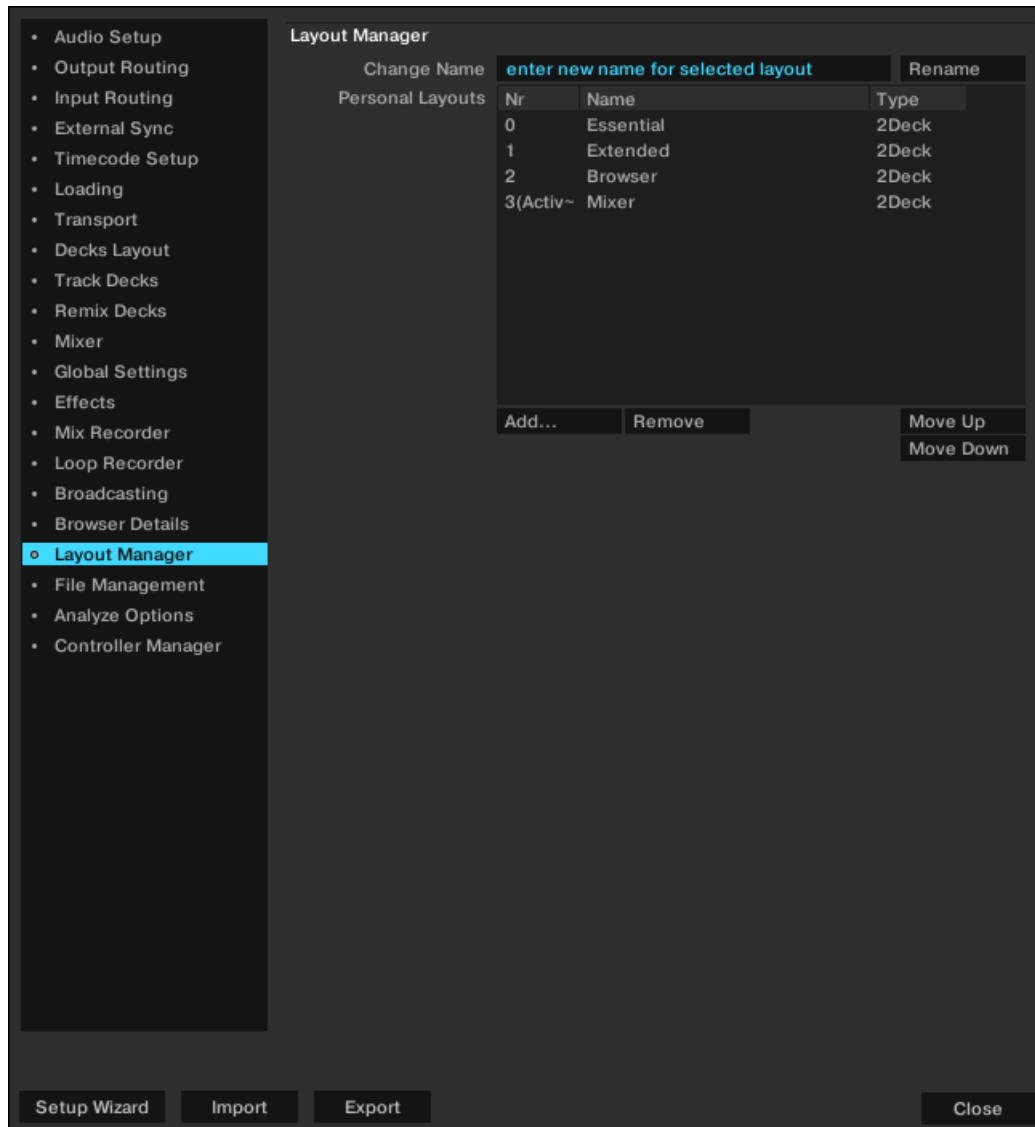 Audio Setup
Output Routing
Input Routing
External Sync
Timecode Setup
Loading
Transport
Decks Layout
Track Decks
Remix Decks
Mixer
Global Settings
Effects
Mix Recorder
Loop Recorder
Broadcasting
Browser Details
Layout Manager
File Management
Analyze Options
Controller Manager
Layout Manager
Change Name enter new name for selected layout Rename
Personal Layouts Nr Name Type
0 Essential 2Deck
1 Extended 2Deck
2 Browser 2Deck
3(Activ~ Mixer 2Deck
Add... Remove Move Up
Move Down
Setup Wizard Import Export Close